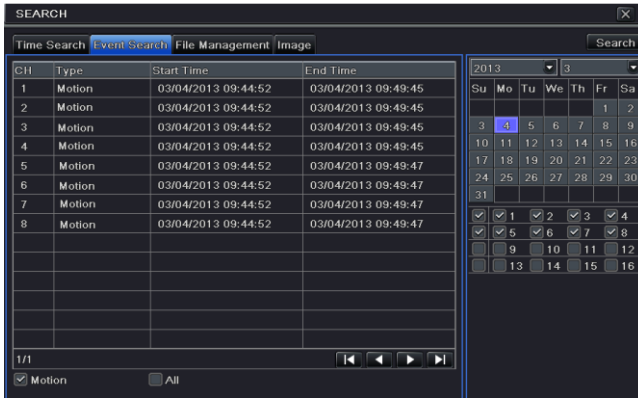 SEARCH
Time Search Event Search File Management Image Search
CH Type Start Time End Time
1 Motion 03/04/2013 09:44:52 03/04/2013 09:49:45
2 Motion 03/04/2013 09:44:52 03/04/2013 09:49:45
3 Motion 03/04/2013 09:44:52 03/04/2013 09:49:45
4 Motion 03/04/2013 09:44:52 03/04/2013 09:49:45
5 Motion 03/04/2013 09:44:52 03/04/2013 09:49:47
6 Motion 03/04/2013 09:44:52 03/04/2013 09:49:47
7 Motion 03/04/2013 09:44:52 03/04/2013 09:49:47
8 Motion 03/04/2013 09:44:52 03/04/2013 09:49:47
1/1
Motion All
2013 3
Su Mo Tu We Th Fr Sa
1 2
3 4 5 6 7 8 9
10 11 12 13 14 15 16
17 18 19 20 21 22 23
24 25 26 27 28 29 30
31
1 2 3 4
5 6 7 8
9 10 11 12
13 14 15 16